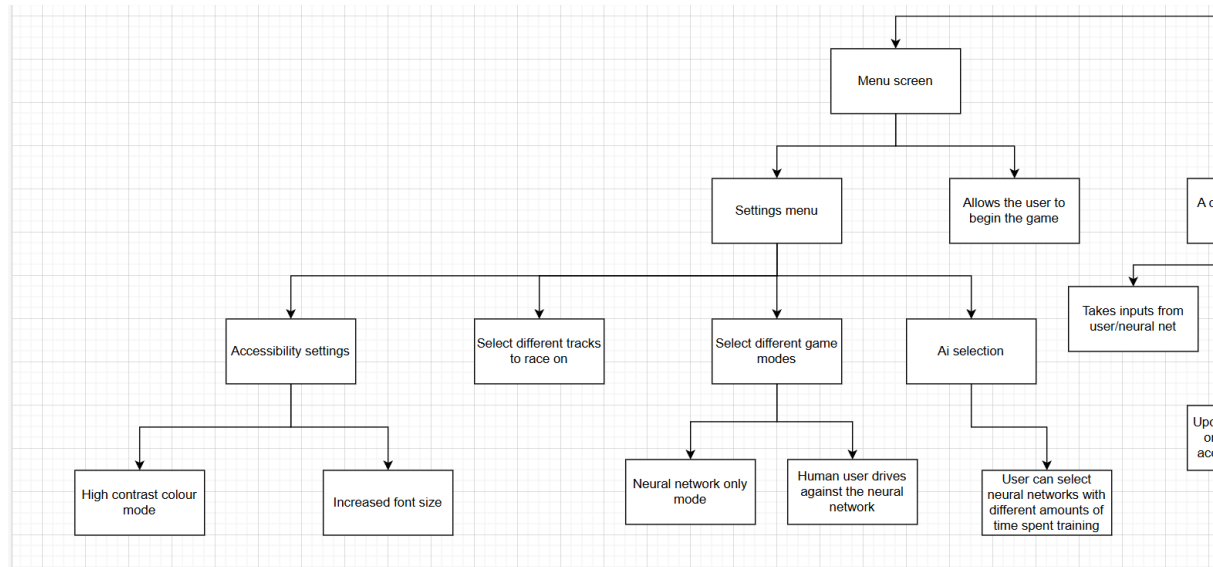 Menu screen
Settings menu
Allows the user to
begin the game
A
Takes inputs from
user/neural net
Accessibility settings
Select different tracks
to race on
Select different game
modes
Ai selection
High contrast colour
mode
Increased font size
Neural network only
mode
Human user drives
against the neural
network
User can select
neural networks with
different amounts of
time spent training